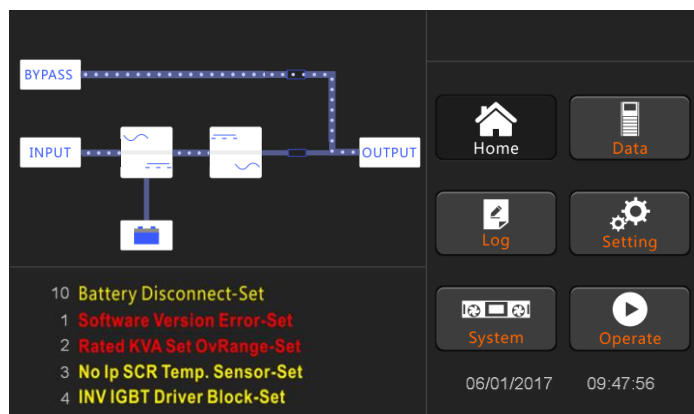 BYPASS
INPUT
OUTPUT
Home
Data
Log
Setting
System
Operate
10 Battery Disconnect-Set
1 Software Version Error-Set
2 Rated KVA Set OvRange-Set
3 No Ip SCR Temp. Sensor-Set
4 INV IGBT Driver Block-Set
06/01/2017 09:47:56